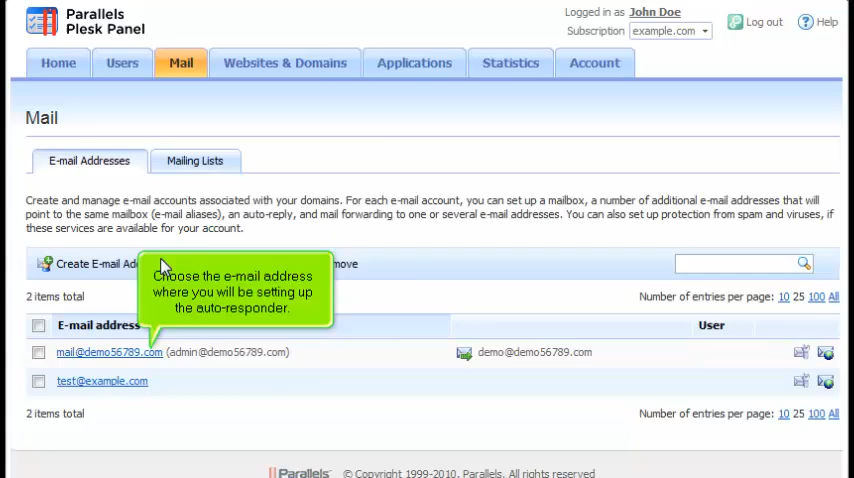 Parallels
Plesk Panel
Logged in as John Doe
Subscription example.com
Log out
Help
Home
Users
Mail
Websites & Domains
Applications
Statistics
Account
Mail
E-mail Addresses
Mailing Lists
Create and manage e-mail accounts associated with your domains. For each e-mail account, you can set up a mailbox, a number of additional e-mail addresses that will
point to the same mailbox (e-mail aliases), an auto-reply, and mail forwarding to one or several e-mail addresses. You can also set up protection from spam and viruses, if
these services are available for your account.
Create E-mail
Choose the e-mail address
where you will be setting up
the auto-responder.
2 items total
Number of entries per page: 10 25 100 All
E-mail address
User
mail@demo56789.com (admin@demo56789.com)
demo@demo56789.com
test@example.com
2 items total
Number of entries per page: 10 25 100 All
Parallels © Copyright 1999-2010. Parallels. All rights reserved